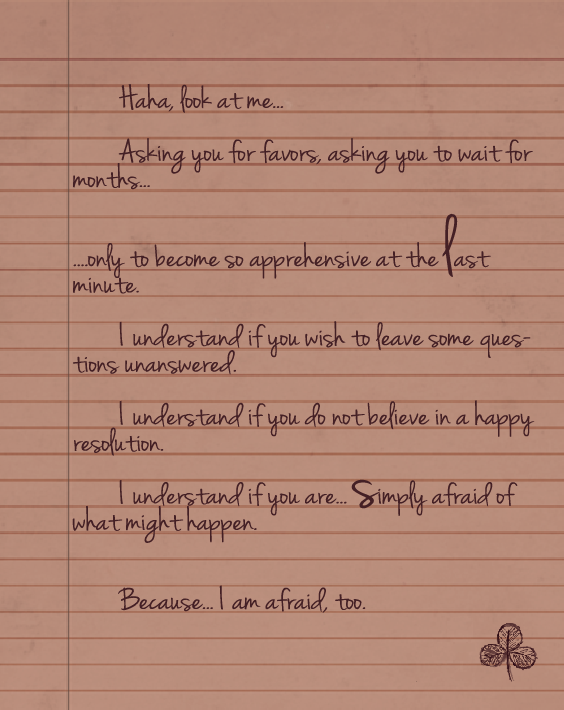 Haha, look at me...
Asking you for favors, asking you to wait for
months...
....only to become so apprehensive at the last
minute.
I understand if you wish to leave some ques-
tions unanswered.
I understand if you do not believe in a happy
resolution.
I understand if you are... Simply afraid of
what might happen.
Because... I am afraid, too.